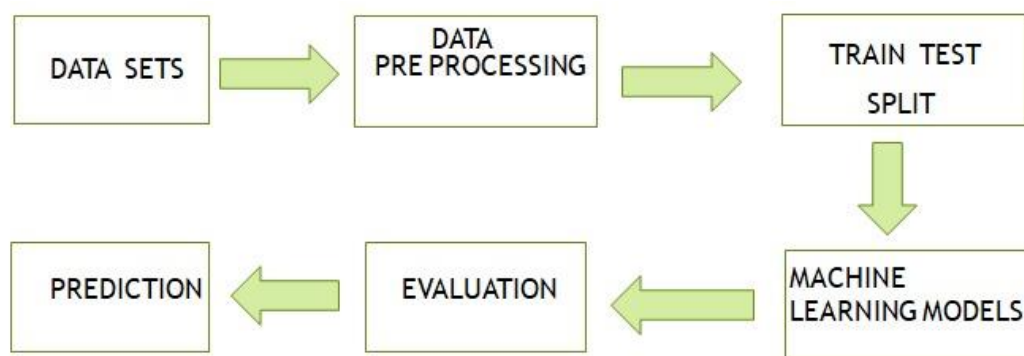 DATA SETS
DATA
PRE PROCESSING
TRAIN TEST
SPLIT
MACHINE
LEARNING MODELS
EVALUATION
PREDICTION